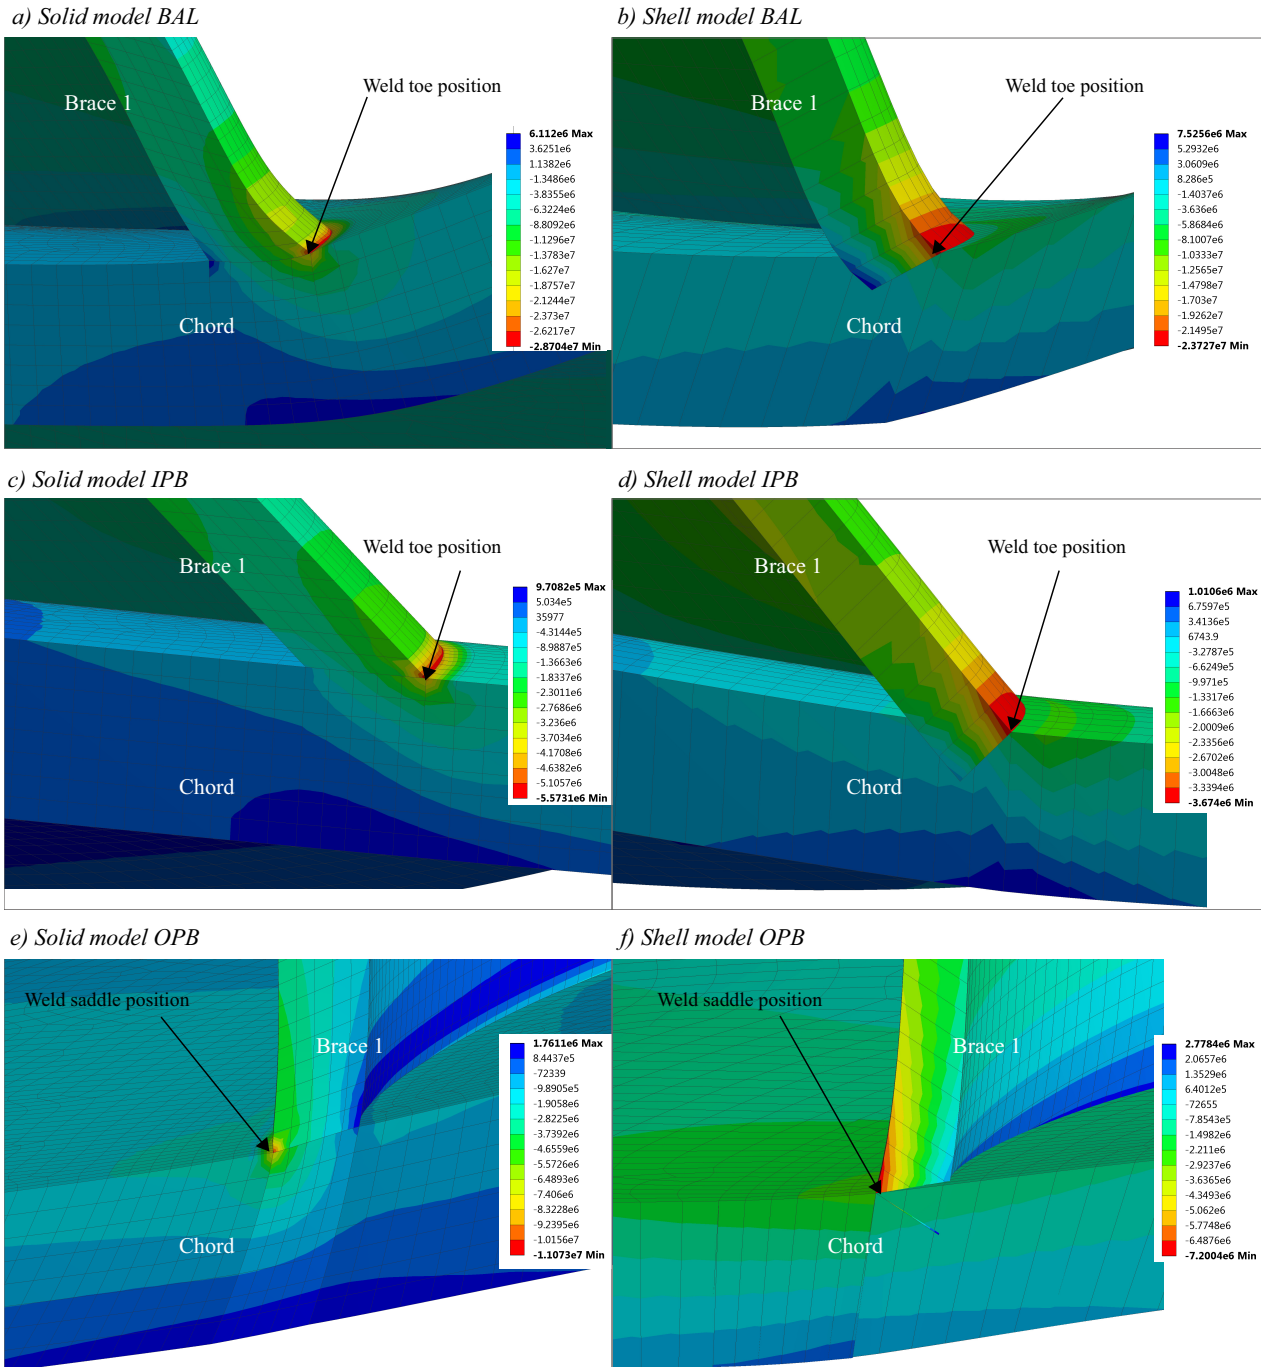 a) Solid model BAL
b) Shell model BAL
Brace 1
Weld toe position
Chord
6.112e6 Max
3.6251e6
1.1382e6
-1.3486e6
-3.8355e6
-6.3224e6
-8.8092e6
-1.1296e7
-1.3783e7
-1.627e7
-1.8757e7
-2.1244e7
-2.373e7
-2.6217e7
-2.8704e7 Min
Brace 1
Weld toe position
Chord
7.5256e6 Max
5.2932e6
3.0609e6
8.286e5
-1.4037e6
-3.636e6
-5.8684e6
-8.1007e6
-1.0333e7
-1.2565e7
-1.4798e7
-1.703e7
-1.9262e7
-2.1495e7
-2.3727e7 Min
c) Solid model IPB
d) Shell model IPB
Brace 1
Weld toe position
Chord
9.7082e5 Max
5.034e5
35977
-4.3144e5
-8.9887e5
-1.3663e6
-1.8337e6
-2.3011e6
-2.7686e6
-3.236e6
-3.7034e6
-4.1708e6
-4.6382e6
-5.1057e6
-5.5731e6 Min
Brace 1
Weld toe position
Chord
1.0106e6 Max
6.7597e5
3.4136e5
6743.9
-3.2787e5
-6.6249e5
-9.971e5
-1.3317e6
-1.6663e6
-2.0009e6
-2.3356e6
-2.6702e6
-3.0048e6
-3.3394e6
-3.674e6 Min
e) Solid model OPB
f) Shell model OPB
Weld saddle position
Brace 1
Chord
1.7611e6 Max
8.4437e5
-72339
-9.8905e5
-1.9058e6
-2.8225e6
-3.7392e6
-4.6559e6
-5.5726e6
-6.4893e6
-7.406e6
-8.3228e6
-9.2395e6
-1.0156e7
-1.1073e7 Min
Weld saddle position
Brace 1
Chord
2.7784e6 Max
2.0657e6
1.3529e6
6.4012e5
-72655
-7.8543e5
-1.4982e6
-2.211e6
-2.9237e6
-3.6365e6
-4.3493e6
-5.062e6
-5.7748e6
-6.4876e6
-7.2004e6 Min